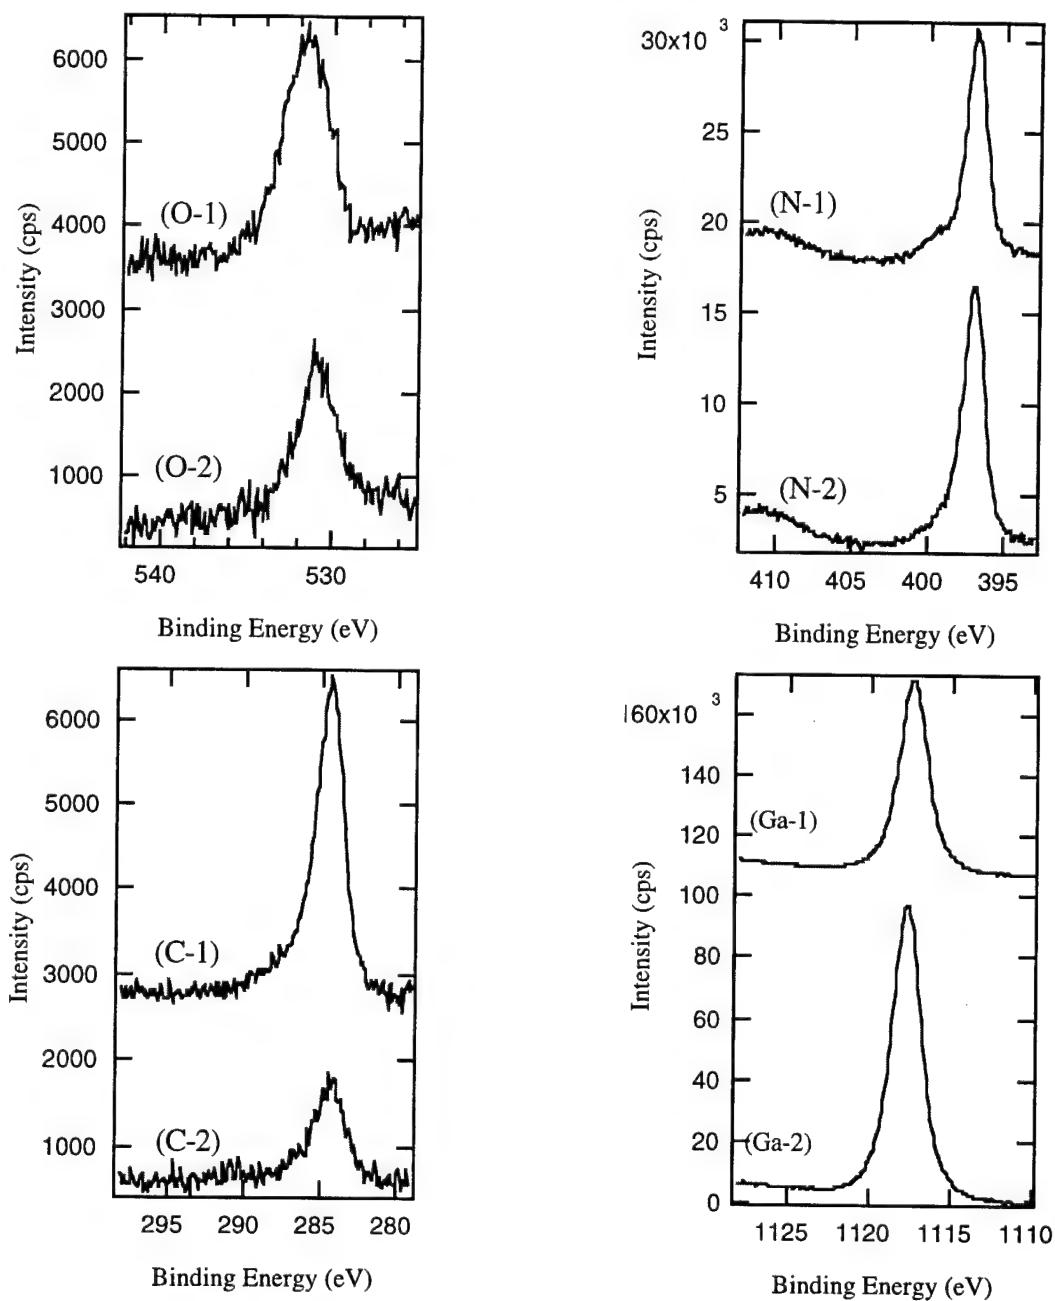 6000
5000
4000
3000
2000
1000
Intensity (cps)
(O-1)
(O-2)
540
530
Binding Energy (eV)
30x10 3
25
20
15
10
5
Intensity (cps)
(N-1)
(N-2)
410
405
400
395
Binding Energy (eV)
6000
5000
4000
3000
2000
1000
Intensity (cps)
(C-1)
(C-2)
295
290
285
280
Binding Energy (eV)
160x10 3
140
120
100
80
60
40
20
0
Intensity (cps)
(Ga-1)
(Ga-2)
1125
1120
1115
1110
Binding Energy (eV)